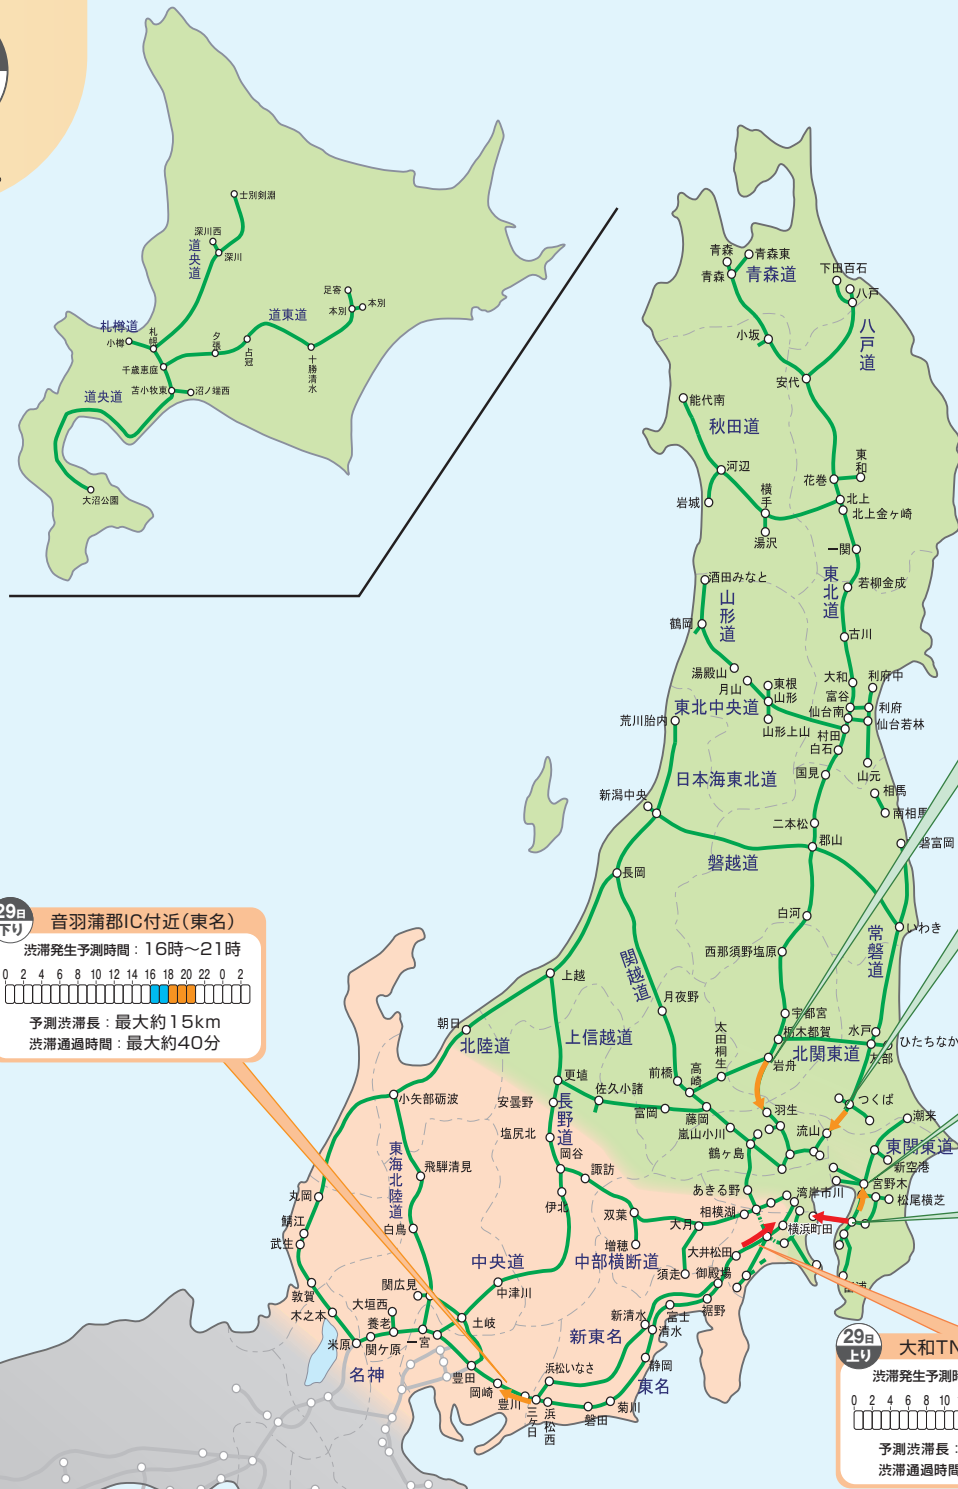 士別剣淵
深川西
深川
道央道
足寄
本別
本別
道東道
札樽道
小樽
札幌
夕張
占冠
十勝清水
千歳恵庭
苫小牧東
沼ノ端西
道央道
大沼公園
青森
青森東
青森
青森道
下田百石
八戸
八戸道
小坂
安代
能代南
秋田道
河辺
東和
花巻
岩城
横手
北上
北上金ヶ崎
湯沢
一関
東北道
酒田みなと
若柳金成
山形道
鶴岡
古川
湯殿山
月山
東根
山形
大和
利府中
富谷
東北中央道
仙台南
利府
荒川胎内
山形上山
仙台若林
村田
白石
日本海東北道
国見
山元
相馬
新潟中央
南相馬
二本松
郡山
磐富岡
磐越道
長岡
白河
いわき
常磐道
29日
下り
音羽蒲郡IC付近(東名)
渋滞発生予測時間:16時~21時
0 2 4 6 8 10 12 14 16 18 20 22 0 2
予測渋滞長:最大約15km
渋滞通過時間:最大約40分
西那須野塩原
関越道
上越
月夜野
宇都宮
朝日
北陸道
上信越道
太田桐生
栃木都賀
水戸
ひたちなか
北関東道
友部
岩舟
更埴
前橋
高崎
小矢部砺波
安曇野
長野道
佐久小諸
富岡
藤岡
羽生
つくば
潮来
塩尻北
嵐山小川
流山
東海北陸道
岡谷
鶴ヶ島
東関東道
飛騨清見
諏訪
新空港
宮野木
丸岡
伊北
あきる野
湾岸市川
松尾横芝
鯖江
白鳥
双葉
大月
相模湖
横浜町田
武生
増穂
中央道
中部横断道
大井松田
敦賀
関広見
中津川
須走
御殿場
木之本
大垣西
養老
土岐
新清水
富士
裾野
米原
関ケ原
一宮
新東名
清水
29日
上り
大和TN
名神
豊田
浜松いなさ
静岡
岡崎
東名
豊川
三ヶ日
浜松西
磐田
菊川
渋滞発生予測時
0 2 4 6 8 10
予測渋滞長:
渋滞通過時間